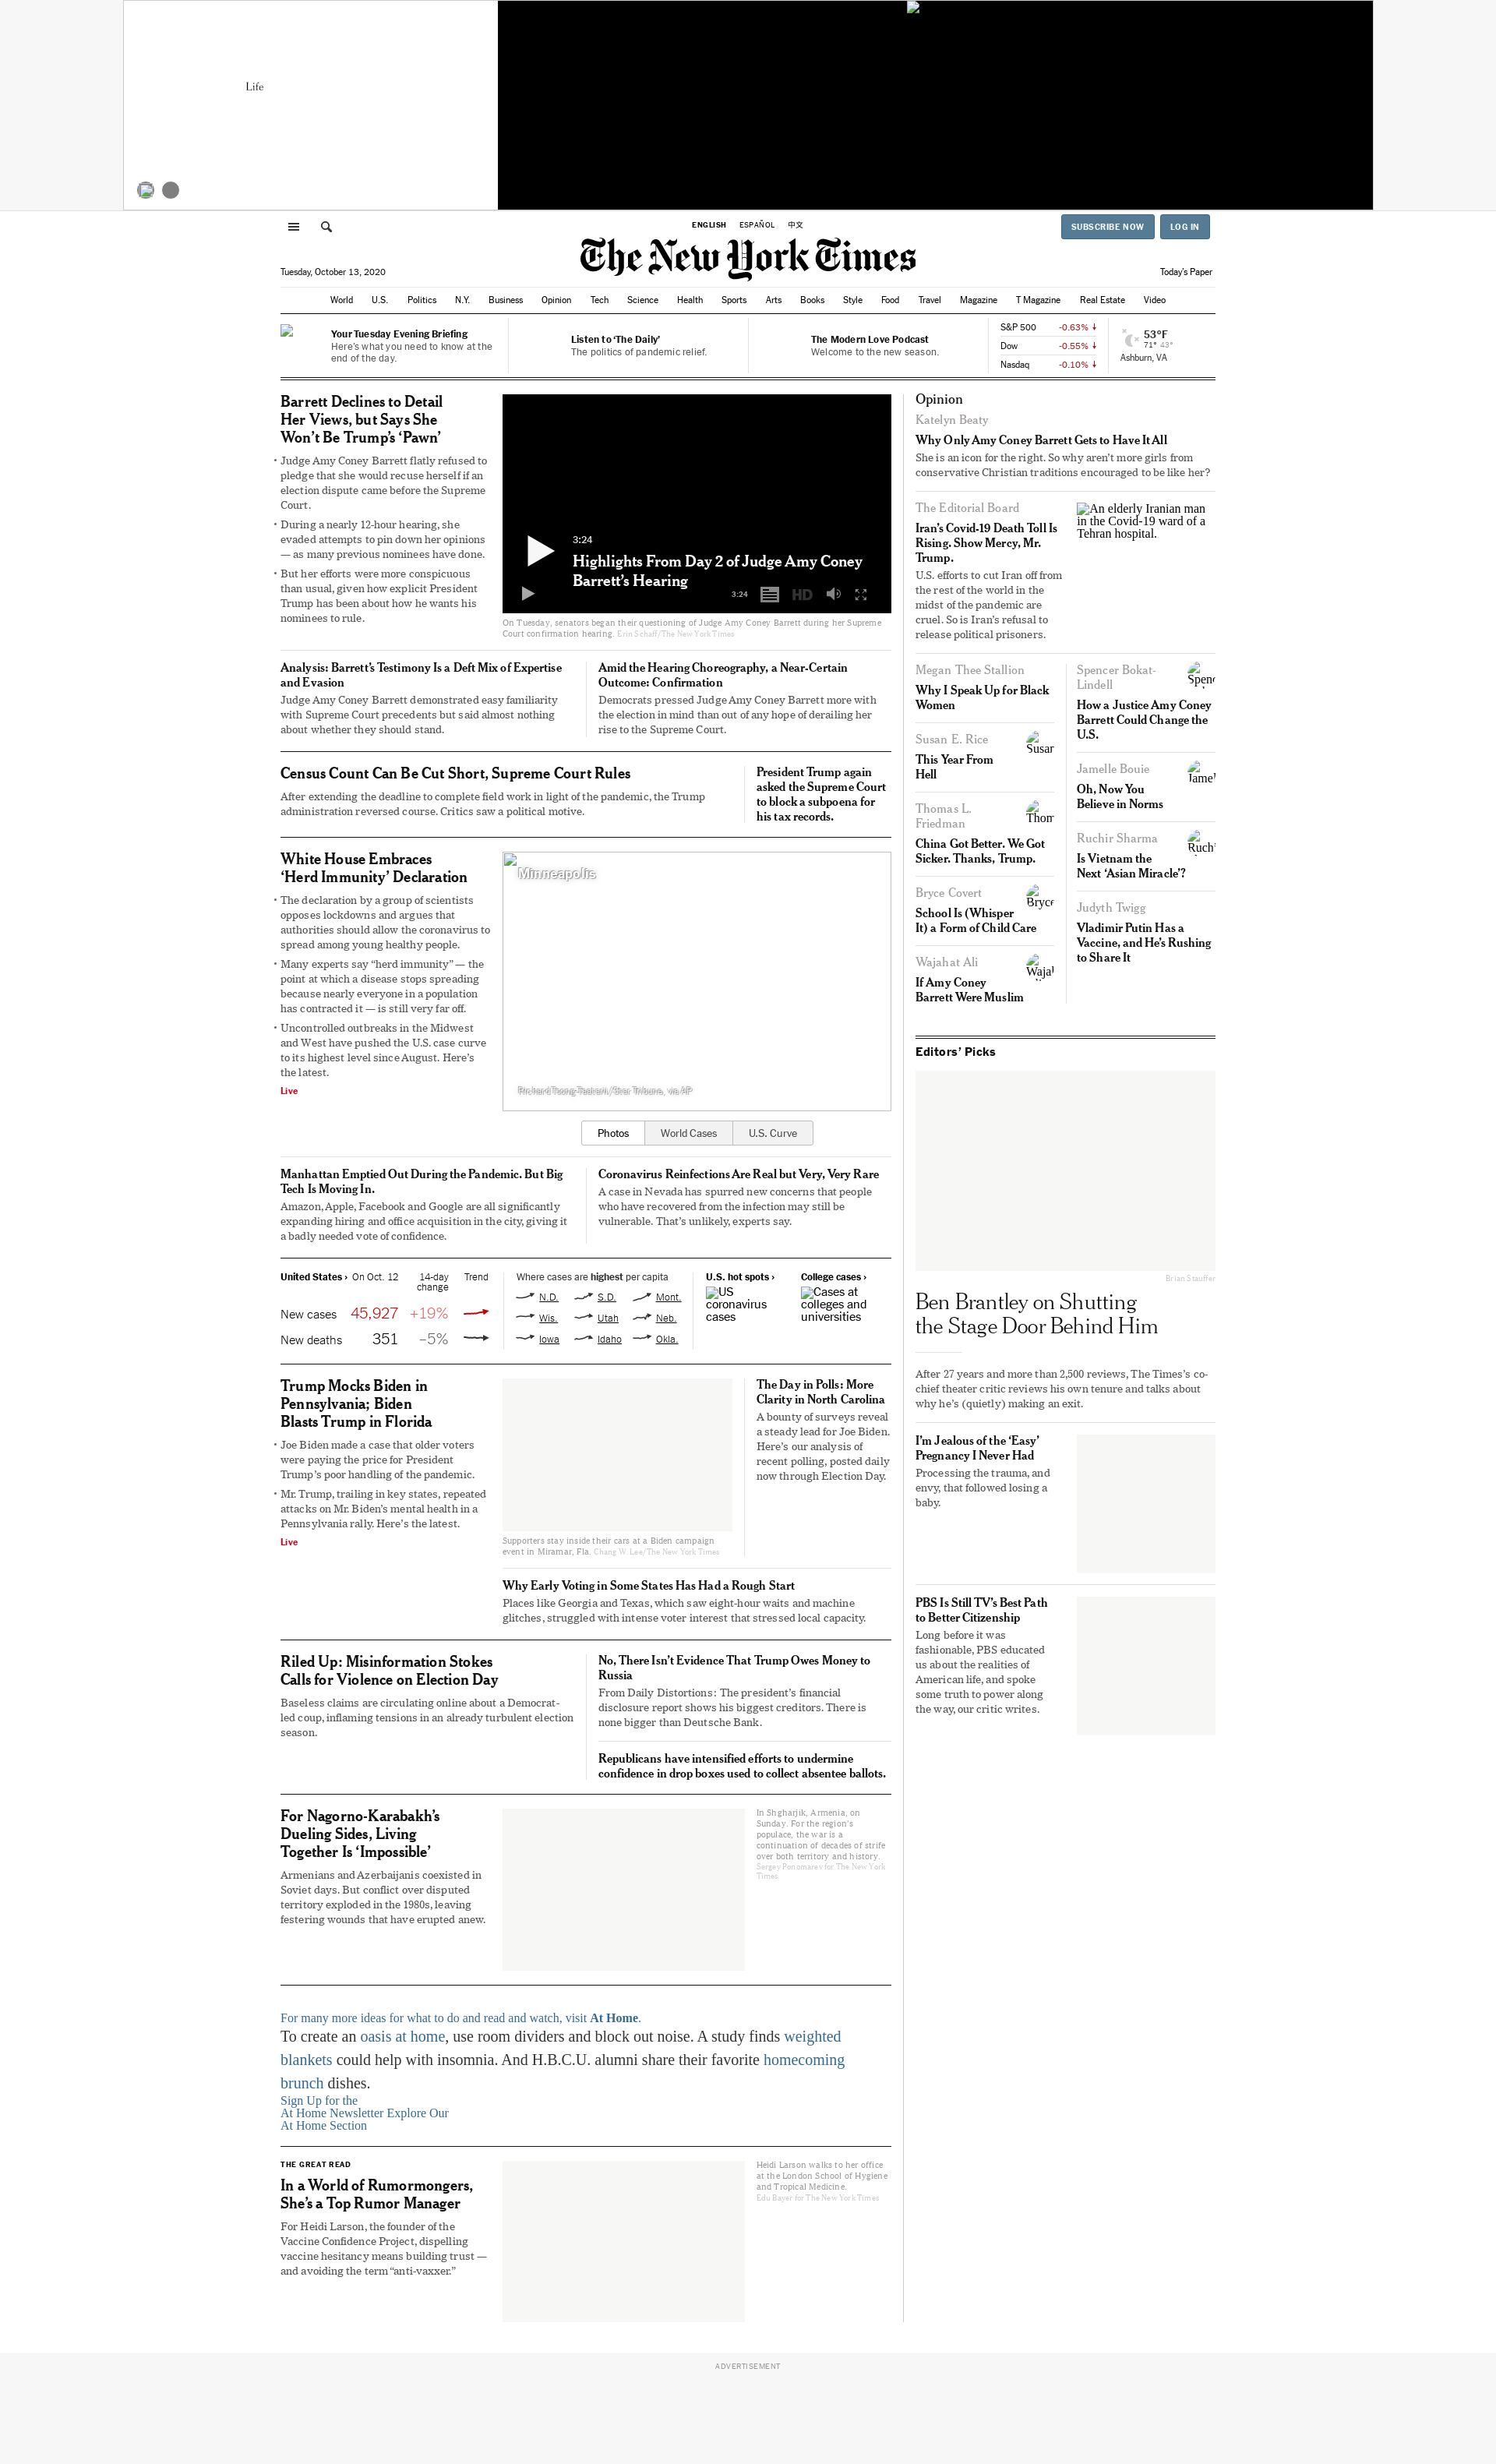 Life
ENGLISH ESPAÑOL 中文
SUBSCRIBE NOW LOG IN
The New York Times
Tuesday, October 13, 2020
Today's Paper
World U.S. Politics N.Y. Business Opinion Tech Science Health Sports Arts Books Style Food Travel Magazine T Magazine Real Estate Video
Your Tuesday Evening Briefing
Here's what you need to know at the
end of the day.
Listen to 'The Daily'
The politics of pandemic relief.
The Modern Love Podcast
Welcome to the new season.
S&P 500 -0.63%
Dow -0.55%
Nasdaq -0.10%
53°F
71° 43°
Ashburn, VA
Barrett Declines to Detail
Her Views, but Says She
Won't Be Trump's 'Pawn'
• Judge Amy Coney Barrett flatly refused to
pledge that she would recuse herself if an
election dispute came before the Supreme
Court.
• During a nearly 12-hour hearing, she
evaded attempts to pin down her opinions
— as many previous nominees have done.
• But her efforts were more conspicuous
than usual, given how explicit President
Trump has been about how he wants his
nominees to rule.
3:24
Highlights From Day 2 of Judge Amy Coney
Barrett's Hearing
3:24 HD
On Tuesday, senators began their questioning of Judge Amy Coney Barrett during her Supreme
Court confirmation hearing. Erin Schaff/The New York Times
Analysis: Barrett's Testimony Is a Deft Mix of Expertise
and Evasion
Judge Amy Coney Barrett demonstrated easy familiarity
with Supreme Court precedents but said almost nothing
about whether they should stand.
Amid the Hearing Choreography, a Near-Certain
Outcome: Confirmation
Democrats pressed Judge Amy Coney Barrett more with
the election in mind than out of any hope of derailing her
rise to the Supreme Court.
Census Count Can Be Cut Short, Supreme Court Rules
After extending the deadline to complete field work in light of the pandemic, the Trump
administration reversed course. Critics saw a political motive.
President Trump again
asked the Supreme Court
to block a subpoena for
his tax records.
White House Embraces
'Herd Immunity' Declaration
• The declaration by a group of scientists
opposes lockdowns and argues that
authorities should allow the coronavirus to
spread among young healthy people.
• Many experts say "herd immunity" — the
point at which a disease stops spreading
because nearly everyone in a population
has contracted it — is still very far off.
• Uncontrolled outbreaks in the Midwest
and West have pushed the U.S. case curve
to its highest level since August. Here's
the latest.
Live
Minneapolis
Richard Tsong-Taatarii/Star Tribune, via AP
Photos World Cases U.S. Curve
Manhattan Emptied Out During the Pandemic. But Big
Tech Is Moving In.
Amazon, Apple, Facebook and Google are all significantly
expanding hiring and office acquisition in the city, giving it
a badly needed vote of confidence.
Coronavirus Reinfections Are Real but Very, Very Rare
A case in Nevada has spurred new concerns that people
who have recovered from the infection may still be
vulnerable. That's unlikely, experts say.
United States › On Oct. 12 14-day
change Trend
New cases 45,927 +19%
New deaths 351 –5%
Where cases are highest per capita
N.D. S.D. Mont.
Wis. Utah Neb.
Iowa Idaho Okla.
U.S. hot spots ›
US
coronavirus
cases
College cases ›
Cases at
colleges and
universities
Trump Mocks Biden in
Pennsylvania; Biden
Blasts Trump in Florida
• Joe Biden made a case that older voters
were paying the price for President
Trump's poor handling of the pandemic.
• Mr. Trump, trailing in key states, repeated
attacks on Mr. Biden's mental health in a
Pennsylvania rally. Here's the latest.
Live
Supporters stay inside their cars at a Biden campaign
event in Miramar, Fla. Chang W. Lee/The New York Times
The Day in Polls: More
Clarity in North Carolina
A bounty of surveys reveal
a steady lead for Joe Biden.
Here's our analysis of
recent polling, posted daily
now through Election Day.
Why Early Voting in Some States Has Had a Rough Start
Places like Georgia and Texas, which saw eight-hour waits and machine
glitches, struggled with intense voter interest that stressed local capacity.
Riled Up: Misinformation Stokes
Calls for Violence on Election Day
Baseless claims are circulating online about a Democrat-
led coup, inflaming tensions in an already turbulent election
season.
No, There Isn't Evidence That Trump Owes Money to
Russia
From Daily Distortions: The president's financial
disclosure report shows his biggest creditors. There is
none bigger than Deutsche Bank.
Republicans have intensified efforts to undermine
confidence in drop boxes used to collect absentee ballots.
For Nagorno-Karabakh's
Dueling Sides, Living
Together Is 'Impossible'
Armenians and Azerbaijanis coexisted in
Soviet days. But conflict over disputed
territory exploded in the 1980s, leaving
festering wounds that have erupted anew.
In Shgharjik, Armenia, on
Sunday. For the region's
populace, the war is a
continuation of decades of strife
over both territory and history.
Sergey Ponomarev for The New York
Times
For many more ideas for what to do and read and watch, visit At Home.
To create an oasis at home, use room dividers and block out noise. A study finds weighted
blankets could help with insomnia. And H.B.C.U. alumni share their favorite homecoming
brunch dishes.
Sign Up for the
At Home Newsletter Explore Our
At Home Section
THE GREAT READ
In a World of Rumormongers,
She's a Top Rumor Manager
For Heidi Larson, the founder of the
Vaccine Confidence Project, dispelling
vaccine hesitancy means building trust —
and avoiding the term "anti-vaxxer."
Heidi Larson walks to her office
at the London School of Hygiene
and Tropical Medicine.
Edu Bayer for The New York Times
Opinion
Katelyn Beaty
Why Only Amy Coney Barrett Gets to Have It All
She is an icon for the right. So why aren't more girls from
conservative Christian traditions encouraged to be like her?
The Editorial Board
Iran's Covid-19 Death Toll Is
Rising. Show Mercy, Mr.
Trump.
U.S. efforts to cut Iran off from
the rest of the world in the
midst of the pandemic are
cruel. So is Iran's refusal to
release political prisoners.
An elderly Iranian man
in the Covid-19 ward of a
Tehran hospital.
Megan Thee Stallion
Why I Speak Up for Black
Women
Susan E. Rice
Susan
This Year From
Hell
Thomas L.
Friedman
Thom
China Got Better. We Got
Sicker. Thanks, Trump.
Bryce Covert
Bryce
School Is (Whisper
It) a Form of Child Care
Wajahat Ali
Wajal
If Amy Coney
Barrett Were Muslim
Spencer Bokat-
Lindell
Spenc
How a Justice Amy Coney
Barrett Could Change the
U.S.
Jamelle Bouie
Jamel
Oh, Now You
Believe in Norms
Ruchir Sharma
Ruchi
Is Vietnam the
Next 'Asian Miracle'?
Judyth Twigg
Vladimir Putin Has a
Vaccine, and He's Rushing
to Share It
Editors' Picks
Brian Stauffer
Ben Brantley on Shutting
the Stage Door Behind Him
After 27 years and more than 2,500 reviews, The Times's co-
chief theater critic reviews his own tenure and talks about
why he's (quietly) making an exit.
I'm Jealous of the 'Easy'
Pregnancy I Never Had
Processing the trauma, and
envy, that followed losing a
baby.
PBS Is Still TV's Best Path
to Better Citizenship
Long before it was
fashionable, PBS educated
us about the realities of
American life, and spoke
some truth to power along
the way, our critic writes.
ADVERTISEMENT